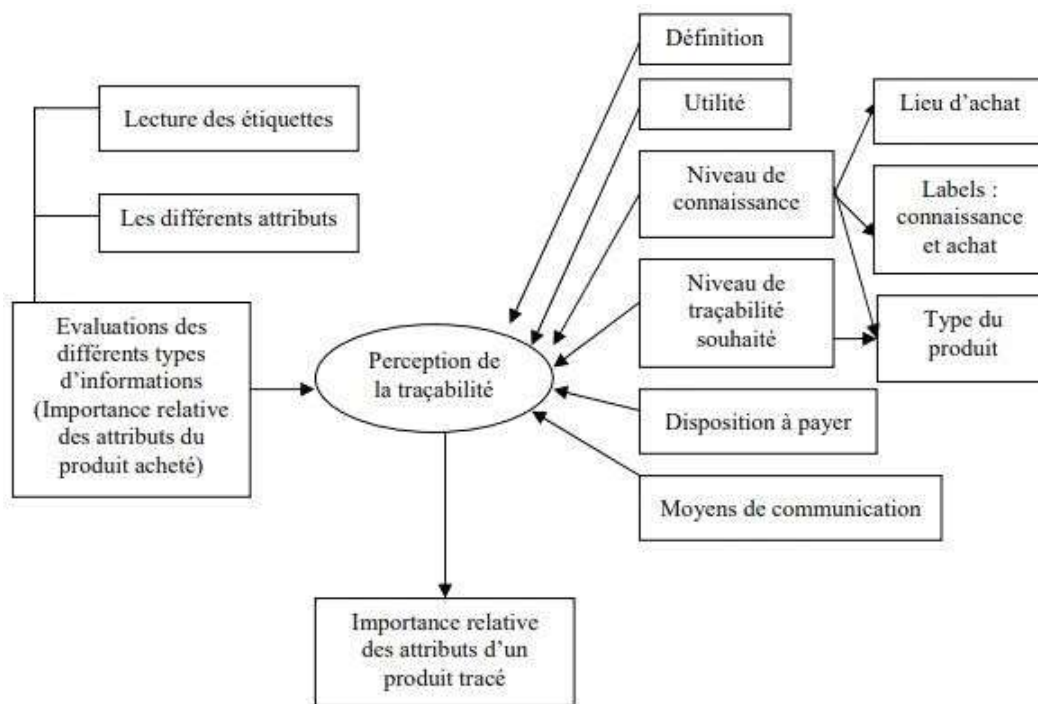 Définition
Utilité
Niveau de
connaissance
Niveau de
traçabilité
souhaité
Disposition à payer
Moyens de communication
Lieu d'achat
Labels :
connaissance
et achat
Type du
produit
Lecture des étiquettes
Les différents attributs
Evaluations des
différents types
d'informations
(Importance relative
des attributs du
produit acheté)
Perception de
la traçabilité
Importance relative
des attributs d'un
produit tracé